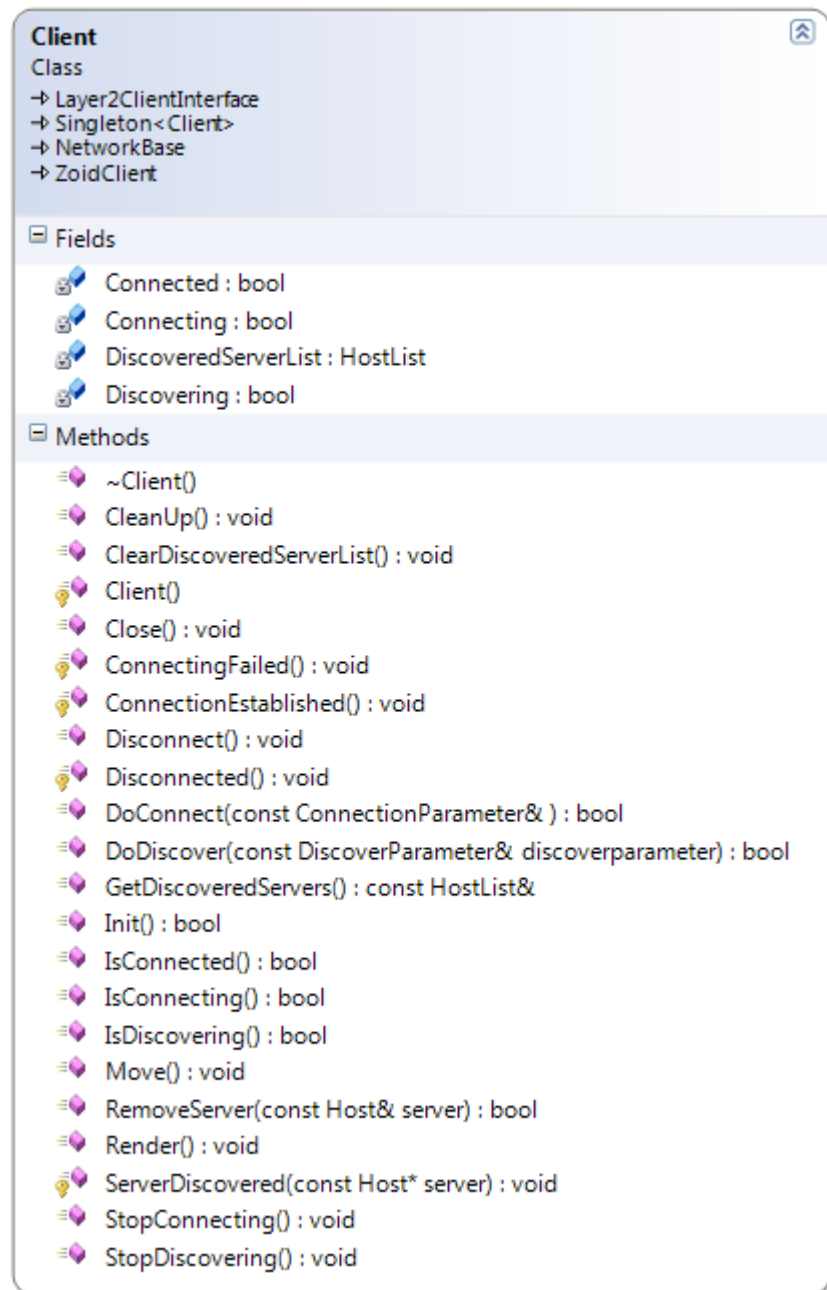 Client
Class
Layer2ClientInterface
Singleton<Client>
NetworkBase
ZoidClient
Fields
Connected : bool
Connecting : bool
DiscoveredServerList : HostList
Discovering : bool
Methods
~Client()
CleanUp() : void
ClearDiscoveredServerList() : void
Client()
Close() : void
ConnectingFailed() : void
ConnectionEstablished() : void
Disconnect() : void
Disconnected() : void
DoConnect(const ConnectionParameter& ) : bool
DoDiscover(const DiscoverParameter& discoverparameter) : bool
GetDiscoveredServers() : const HostList&
Init() : bool
IsConnected() : bool
IsConnecting() : bool
IsDiscovering() : bool
Move() : void
RemoveServer(const Host& server) : bool
Render() : void
ServerDiscovered(const Host* server) : void
StopConnecting() : void
StopDiscovering() : void